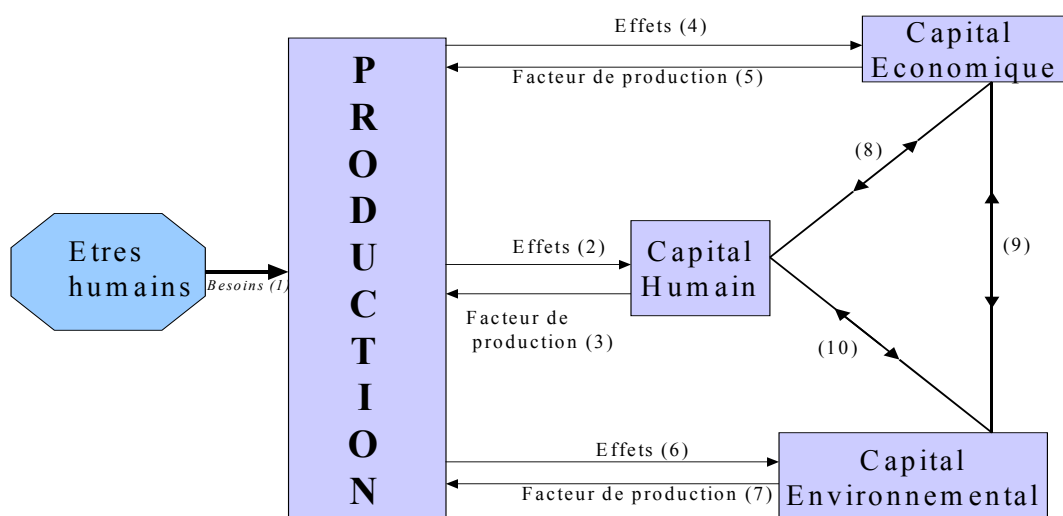 Effets (4)
Capital
Economique
Facteur de production (5)
PRODUCTION
(8)
Etres
humains
Besoins (1)
Effets (2)
Capital
Humain
(9)
Facteur de
production (3)
(10)
Effets (6)
Capital
Environnemental
Facteur de production (7)